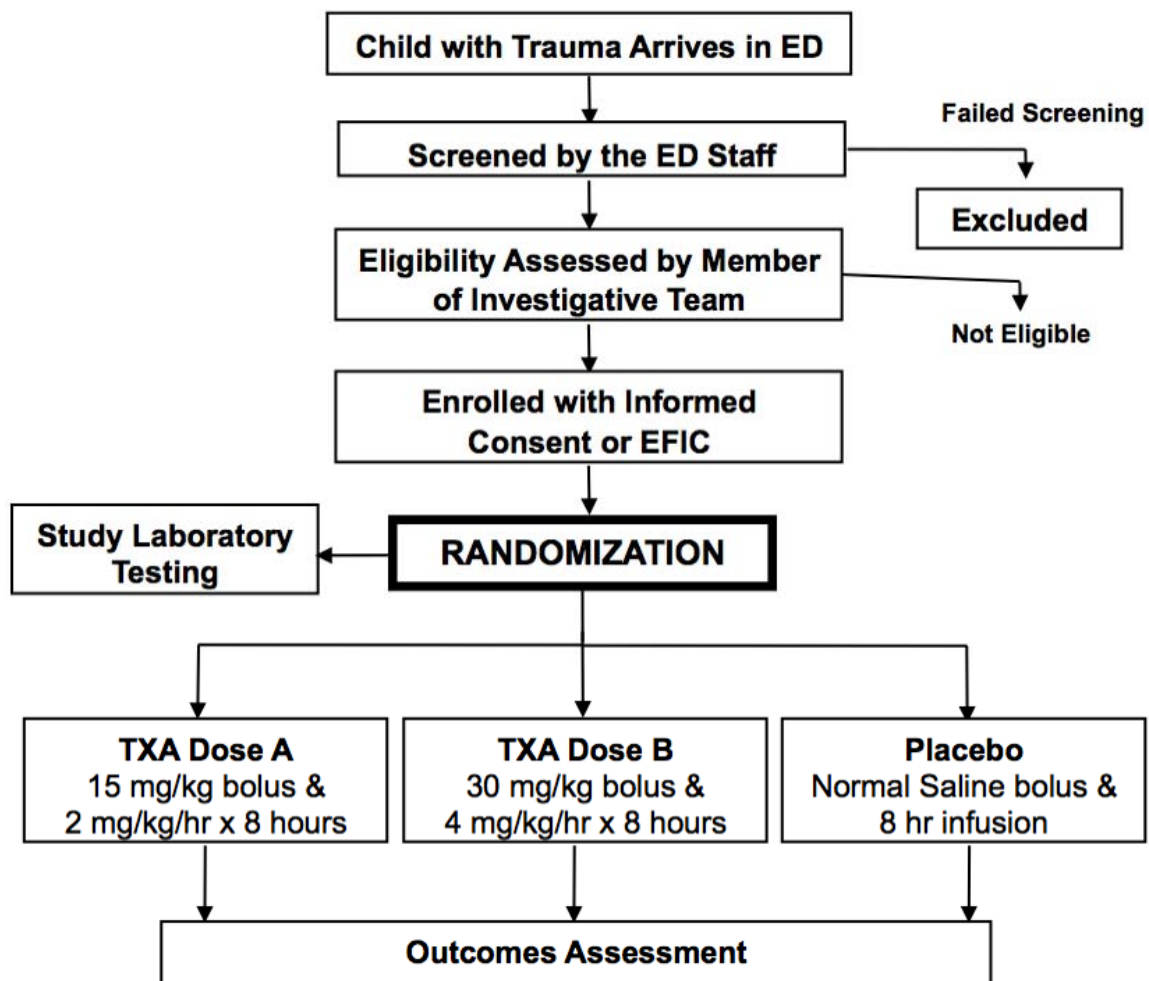 Child with Trauma Arrives in ED
Failed Screening
Screened by the ED Staff
Excluded
Eligibility Assessed by Member
of Investigative Team
Not Eligible
Enrolled with Informed
Consent or EFIC
Study Laboratory
Testing
RANDOMIZATION
TXA Dose A
15 mg/kg bolus &
2 mg/kg/hr x 8 hours
TXA Dose B
30 mg/kg bolus &
4 mg/kg/hr x 8 hours
Placebo
Normal Saline bolus &
8 hr infusion
Outcomes Assessment